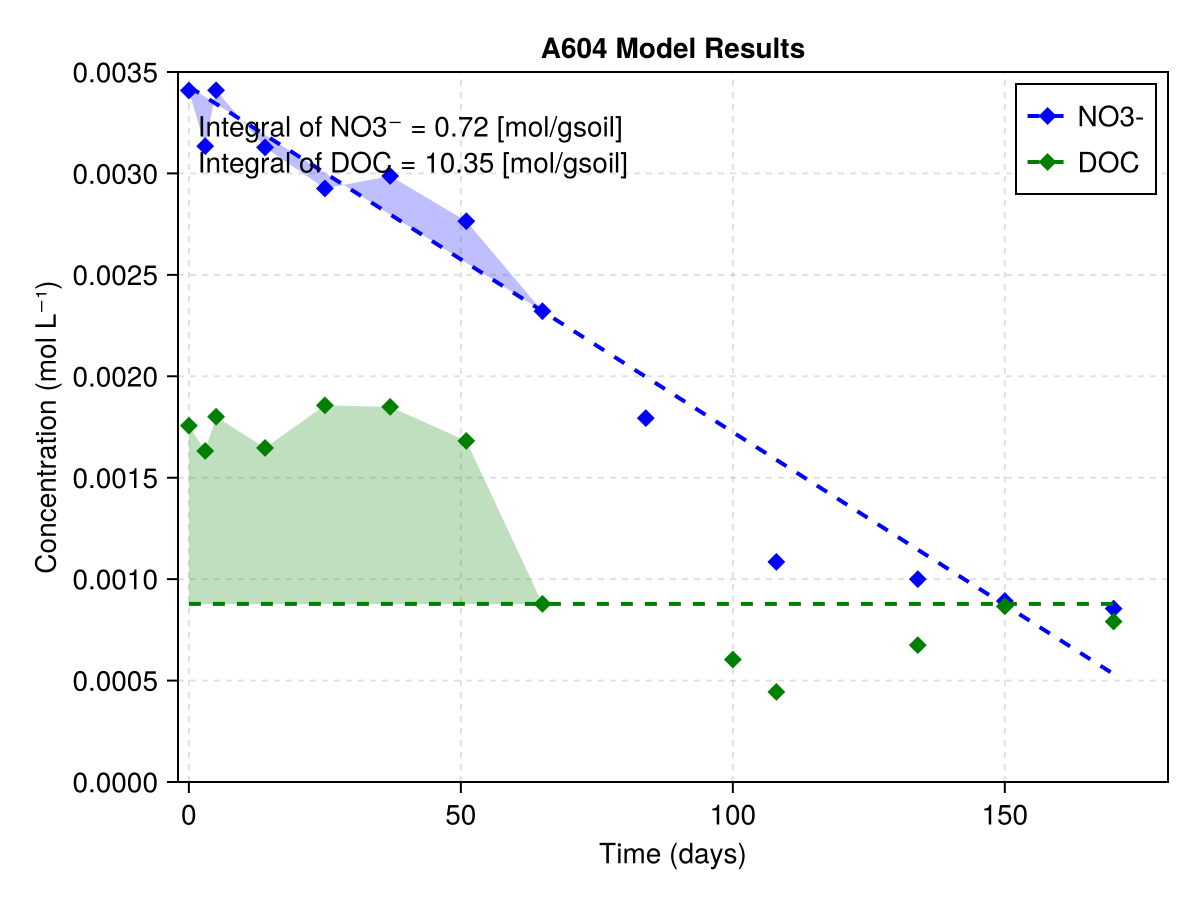 A604 Model Results
0.0035
0.0030
0.0025
0.0020
0.0015
0.0010
0.0005
0.0000
Concentration (mol L⁻¹)
Integral of NO3⁻ = 0.72 [mol/gsoil]
Integral of DOC = 10.35 [mol/gsoil]
NO3-
DOC
0 50 100 150
Time (days)